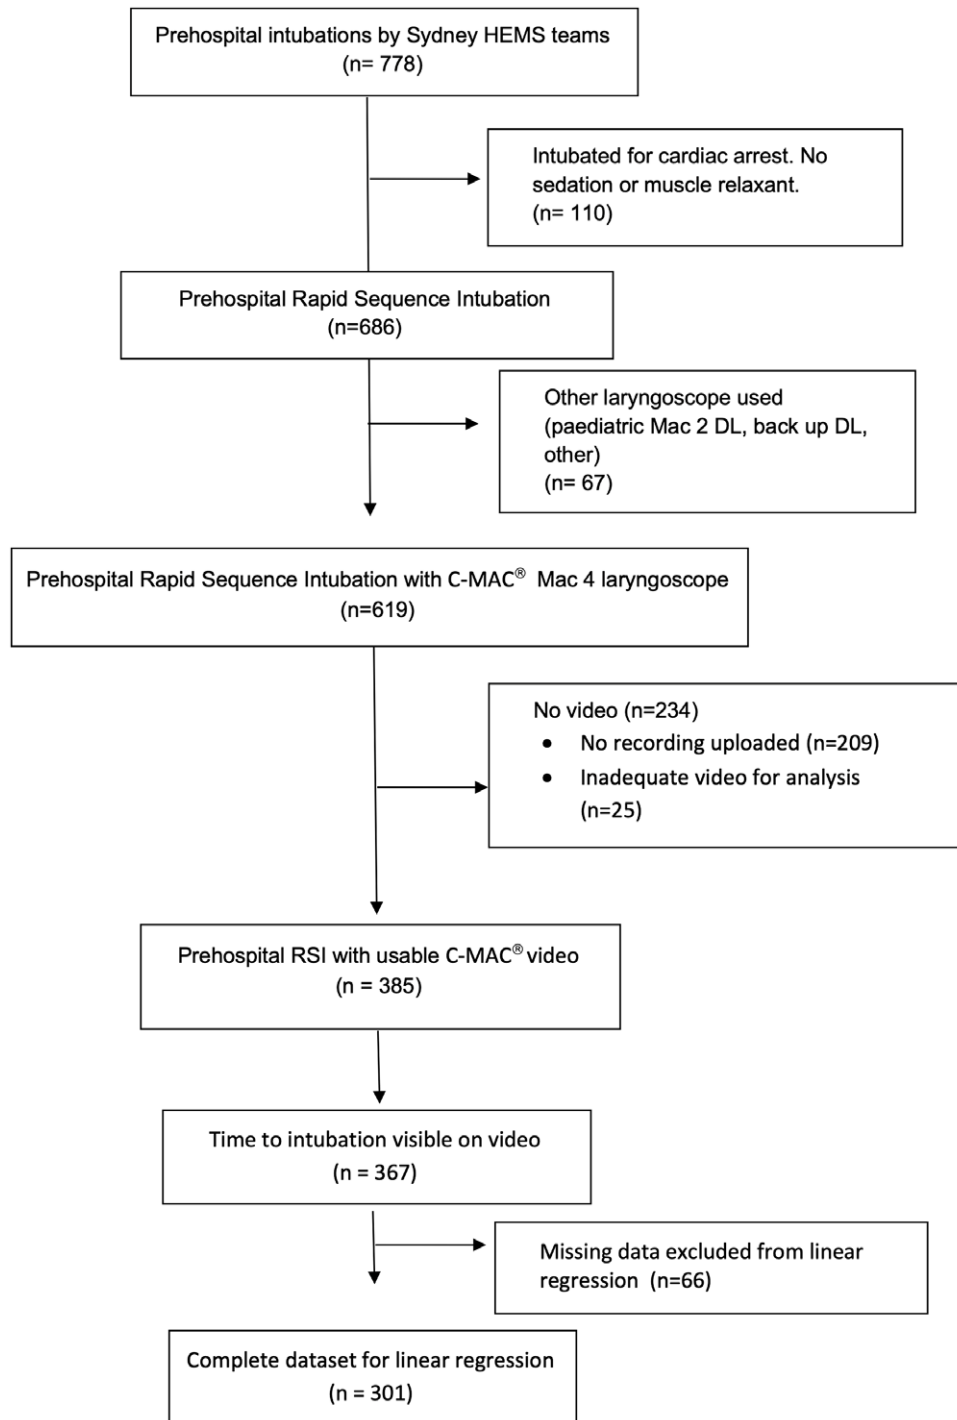 Prehospital intubations by Sydney HEMS teams
(n= 778)
Intubated for cardiac arrest. No
sedation or muscle relaxant.
(n= 110)
Prehospital Rapid Sequence Intubation
(n=686)
Other laryngoscope used
(paediatric Mac 2 DL, back up DL,
other)
(n= 67)
Prehospital Rapid Sequence Intubation with C-MAC® Mac 4 laryngoscope
(n=619)
No video (n=234)
• No recording uploaded (n=209)
• Inadequate video for analysis
(n=25)
Prehospital RSI with usable C-MAC® video
(n = 385)
Time to intubation visible on video
(n = 367)
Missing data excluded from linear
regression (n=66)
Complete dataset for linear regression
(n = 301)